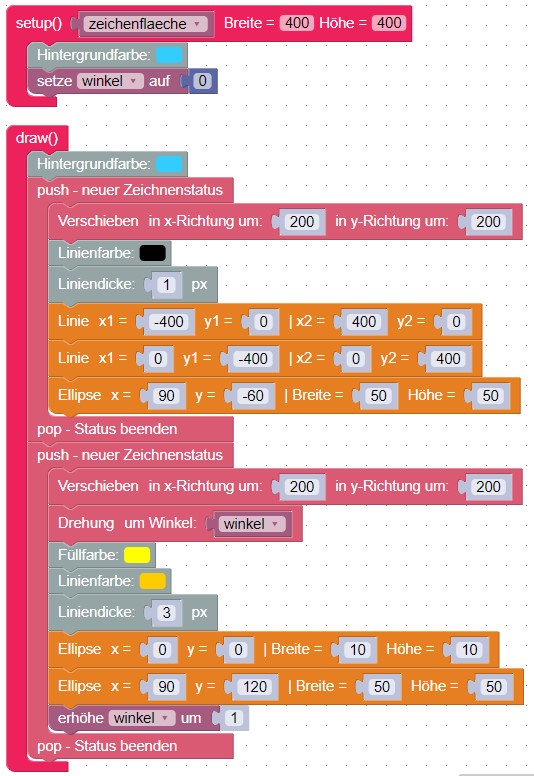 setup() zeichenflaeche Breite = 400 Höhe = 400
Hintergrundfarbe:
setze winkel auf 0
draw()
Hintergrundfarbe:
push - neuer Zeichnenstatus
Verschieben in x-Richtung um: 200 in y-Richtung um: 200
Linienfarbe:
Liniendicke: 1 px
Linie x1 = -400 y1 = 0 | x2 = 400 y2 = 0
Linie x1 = 0 y1 = -400 | x2 = 0 y2 = 400
Ellipse x = 90 y = -60 | Breite = 50 Höhe = 50
pop - Status beenden
push - neuer Zeichnenstatus
Verschieben in x-Richtung um: 200 in y-Richtung um: 200
Drehung um Winkel: winkel
Füllfarbe:
Linienfarbe:
Liniendicke: 3 px
Ellipse x = 0 y = 0 | Breite = 10 Höhe = 10
Ellipse x = 90 y = 120 | Breite = 50 Höhe = 50
erhöhe winkel um 1
pop - Status beenden